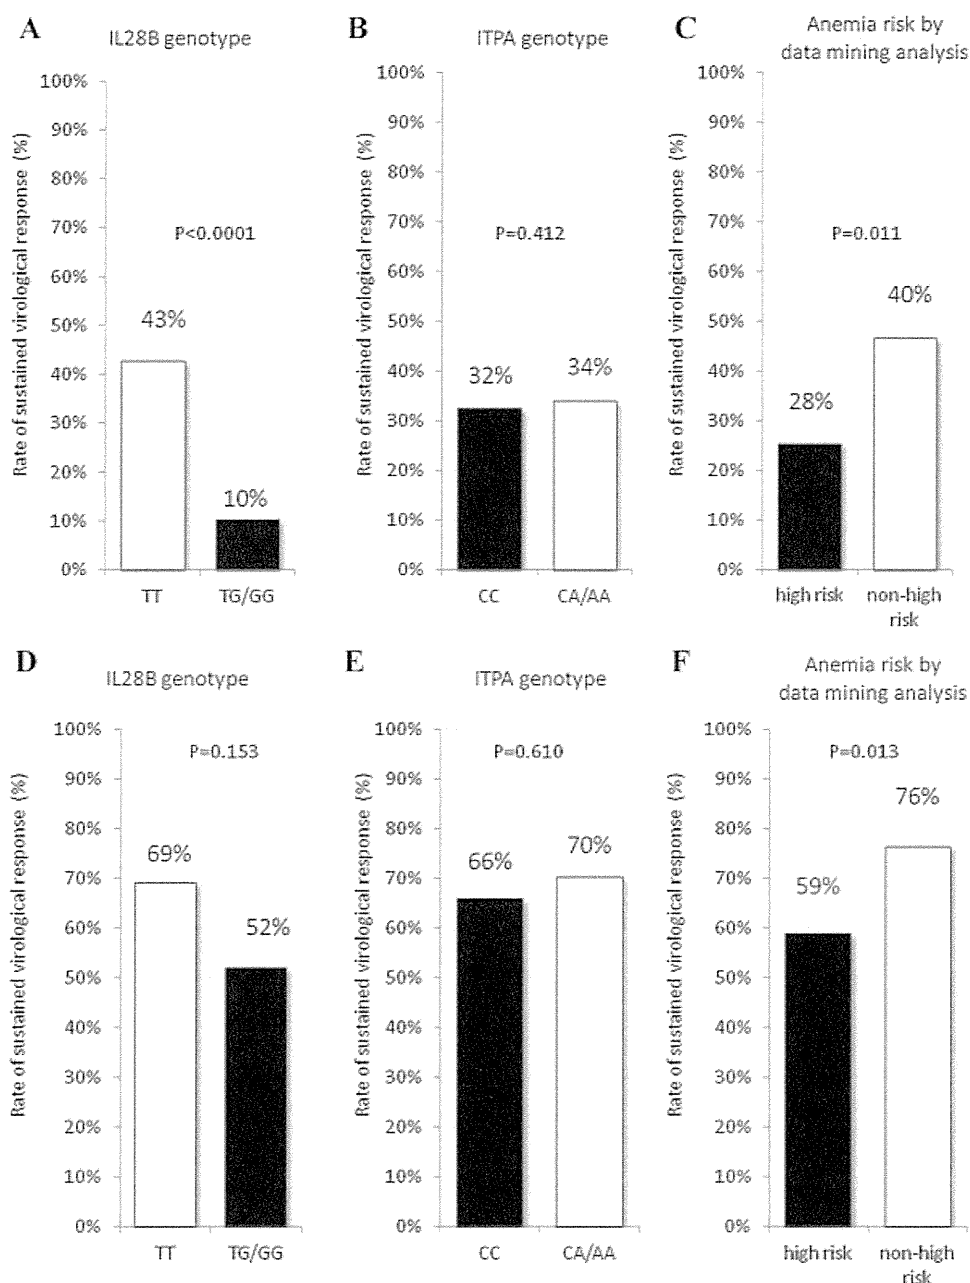 A
IL28B genotype
Rate of sustained virological response (%)
100%
90%
80%
70%
60%
50%
40%
30%
20%
10%
0%
P<0.0001
43%
10%
TT
TG/GG
B
ITPA genotype
Rate of sustained virological response (%)
100%
90%
80%
70%
60%
50%
40%
30%
20%
10%
0%
P=0.412
32%
34%
CC
CA/AA
C
Anemia risk by
data mining analysis
Rate of sustained virological response (%)
100%
90%
80%
70%
60%
50%
40%
30%
20%
10%
0%
P=0.011
28%
40%
high risk
non-high
risk
D
IL28B genotype
Rate of sustained virological response (%)
100%
90%
80%
70%
60%
50%
40%
30%
20%
10%
0%
P=0.153
69%
52%
TT
TG/GG
E
ITPA genotype
Rate of sustained virological response (%)
100%
90%
80%
70%
60%
50%
40%
30%
20%
10%
0%
P=0.610
66%
70%
CC
CA/AA
F
Anemia risk by
data mining analysis
Rate of sustained virological response (%)
100%
90%
80%
70%
60%
50%
40%
30%
20%
10%
0%
P=0.013
59%
76%
high risk
non-high
risk